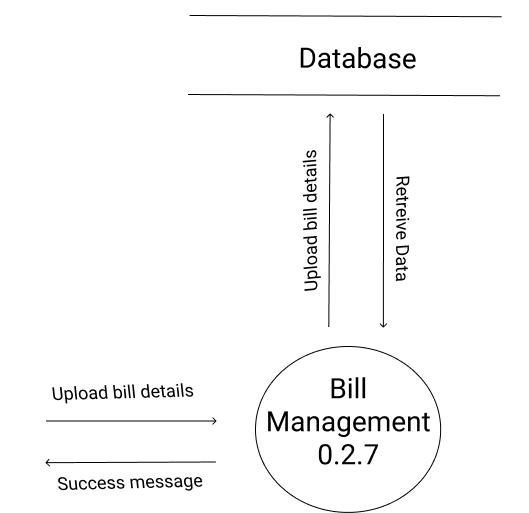 Database
Upload bill details
Retreive Data
Upload bill details
Bill
Management
0.2.7
Success message